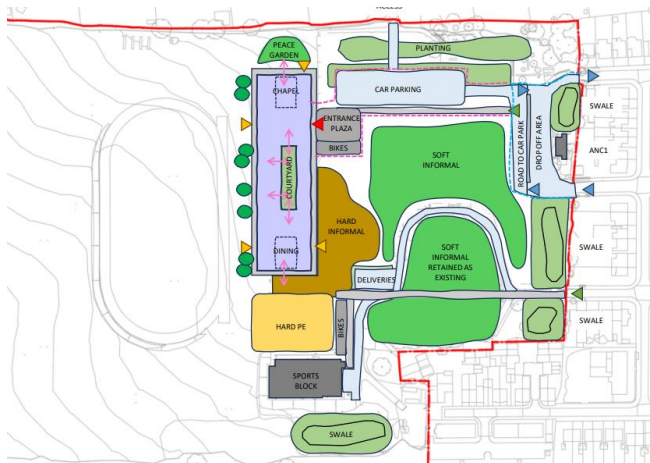 ACCESS
PEACE
GARDEN
PLANTING
CHAPEL
CAR PARKING
SWALE
ENTRANCE
PLAZA
BIKES
ROAD TO CAR PARK
DROP OFF AREA
ANC1
SOFT
INFORMAL
COURTYARD
HARD
INFORMAL
SOFT
INFORMAL
RETAINED AS
EXISTING
SWALE
DINING
DELIVERIES
HARD PE
BIKES
SWALE
SPORTS
BLOCK
SWALE